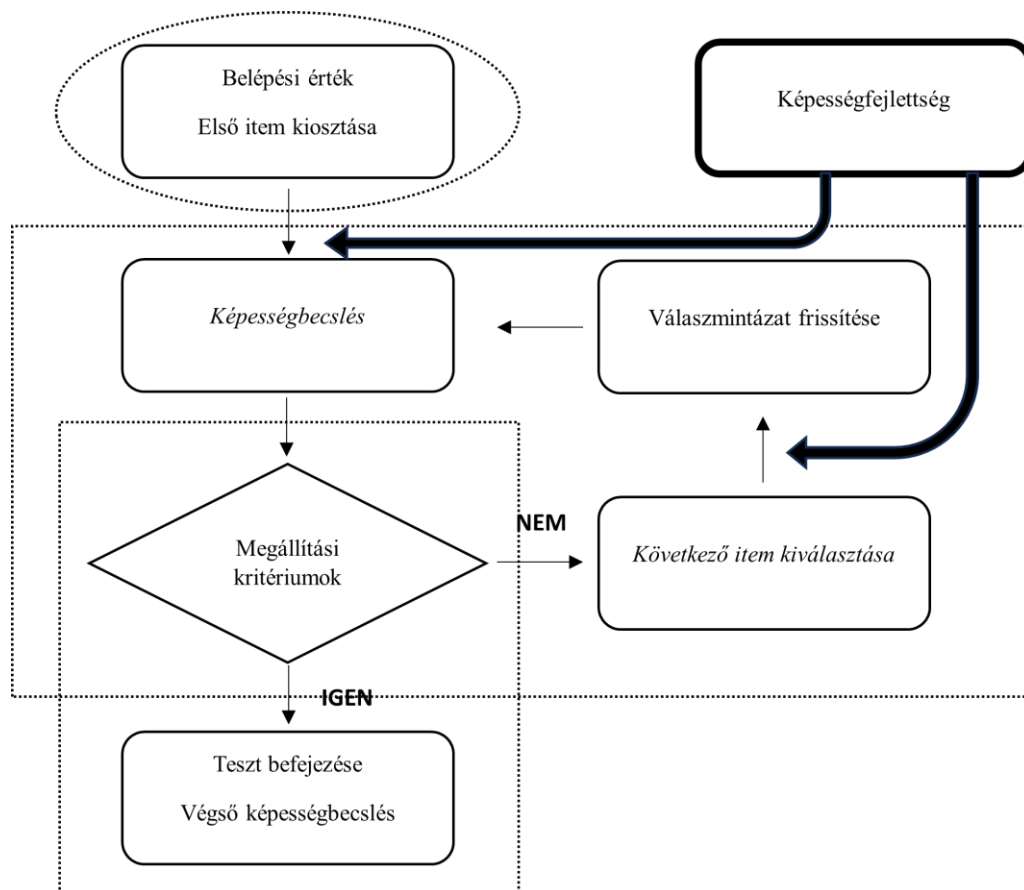 Belépési érték
Első item kiosztása
Képességfejlettség
Képességbecslés
Válaszmintázat frissítése
Megállítási
kritériumok
NEM
Következő item kiválasztása
IGEN
Teszt befejezése
Végső képességbecslés